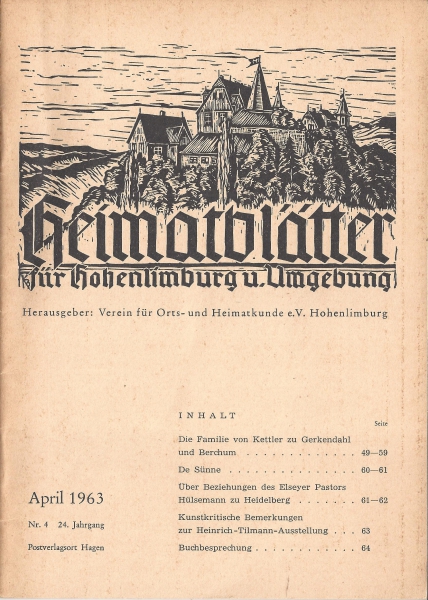 Heimatblätter
für Hohenlimburg u. Umgebung
Herausgeber: Verein für Orts- und Heimatkunde e.V. Hohenlimburg
INHALT
Seite
Die Familie von Kettler zu Gerkendahl
und Berchum . . . . . . . . . . . . . 49—59
De Sünne . . . . . . . . . . . . . . 60—61
Über Beziehungen des Elseyer Pastors
Hülsemann zu Heidelberg . . . . . . . 61—62
Kunstkritische Bemerkungen
zur Heinrich-Tilmann-Ausstellung . . . 63
Buchbesprechung . . . . . . . . . . . . 64
April 1963
Nr. 4 24. Jahrgang
Postverlagsort Hagen